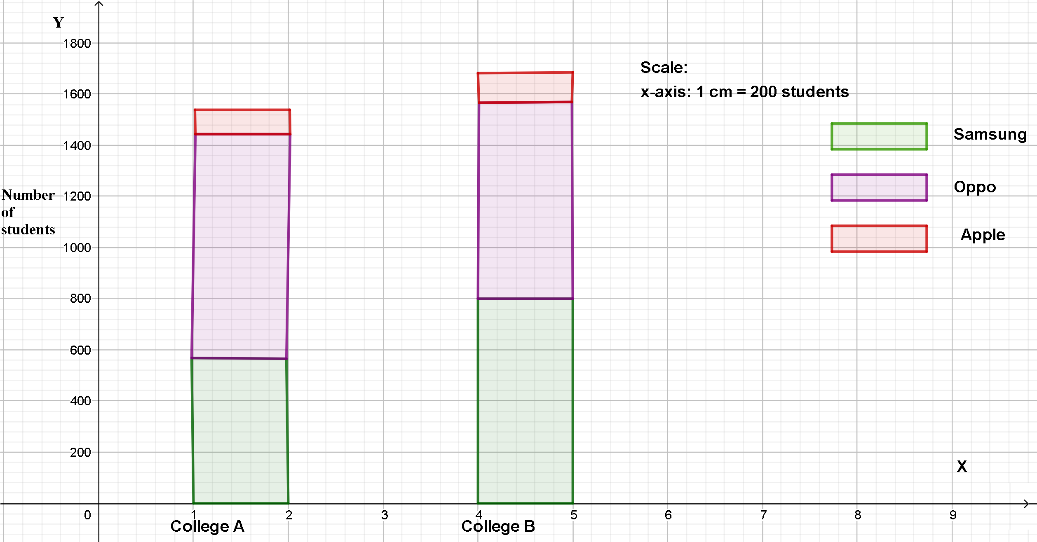 Y
1800
1600
1400
1200
1000
800
600
400
200
0
Number
of
students
1 2 3 4 5 6 7 8 9
College A College B
X
Scale:
x-axis: 1 cm = 200 students
Samsung
Oppo
Apple